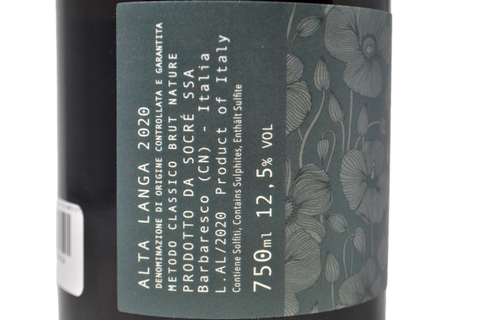 ALTA LANGA 2020
DENOMINAZIONE DI ORIGINE CONTROLLATA E GARANTITA
METODO CLASSICO BRUT NATURE
PRODOTTO DA SOCRÉ SSA
Barbaresco (CN) - Italia
L.AL/2020 Product of Italy
Contiene Solfiti, Contains Sulphites, Enthält Sulfite
750ml 12,5% VOL